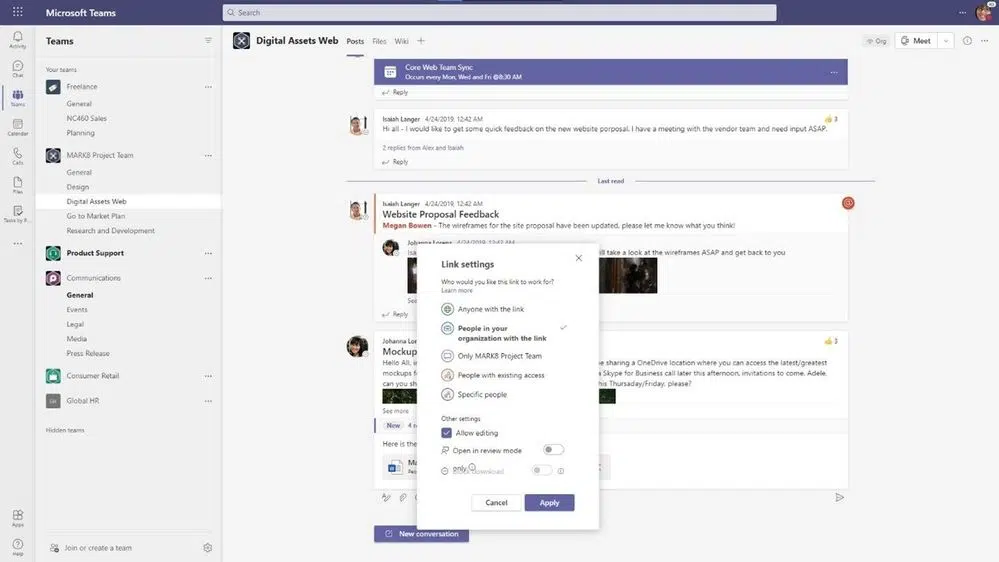 Microsoft Teams
Search
Activity
Chat
Teams
Calendar
Calls
Files
Tasks by P...
Apps
Help
Teams
Your teams
Freelance
General
NC460 Sales
Planning
MARK8 Project Team
General
Design
Digital Assets Web
Go to Market Plan
Research and Development
Product Support
Communications
General
Events
Legal
Media
Press Release
Consumer Retail
GH Global HR
Hidden teams
Join or create a team
Digital Assets Web Posts Files Wiki
Org
Meet
Core Web Team Sync
Occurs every Mon, Wed and Fri @8:30 AM
Reply
Isaiah Langer 4/24/2019, 12:42 AM
3
Hi all - I would like to get some quick feedback on the new website porposal. I have a meeting with the vendor team and need input ASAP.
2 replies from Alex and Isaiah
Reply
Last read
Isaiah Langer 4/24/2019, 12:42 AM
Website Proposal Feedback
Megan Bowen - The wireframes for the site proposal have been updated, please let me know what you think!
Johanna Lorenz 4/24/2019, 12:43 AM
Isa
ill take a look at the wireframes ASAP and get back to you
See
Reply
Johanna Lor
3
Mockup
Hello All, i
e sharing a OneDrive location where you can access the latest/greatest
mockups f
a Skype for Business call later this afternoon, invitations to come. Adele,
can you sh
this Thursday/Friday, please?
See more
New 4 r
Here is the
Ma
New conversation
Link settings
Who would you like this link to work for?
Learn more
Anyone with the link
People in your
organization with the link
Only MARK8 Project Team
People with existing access
Specific people
Other settings
Allow editing
Open in review mode
only
download
Cancel
Apply